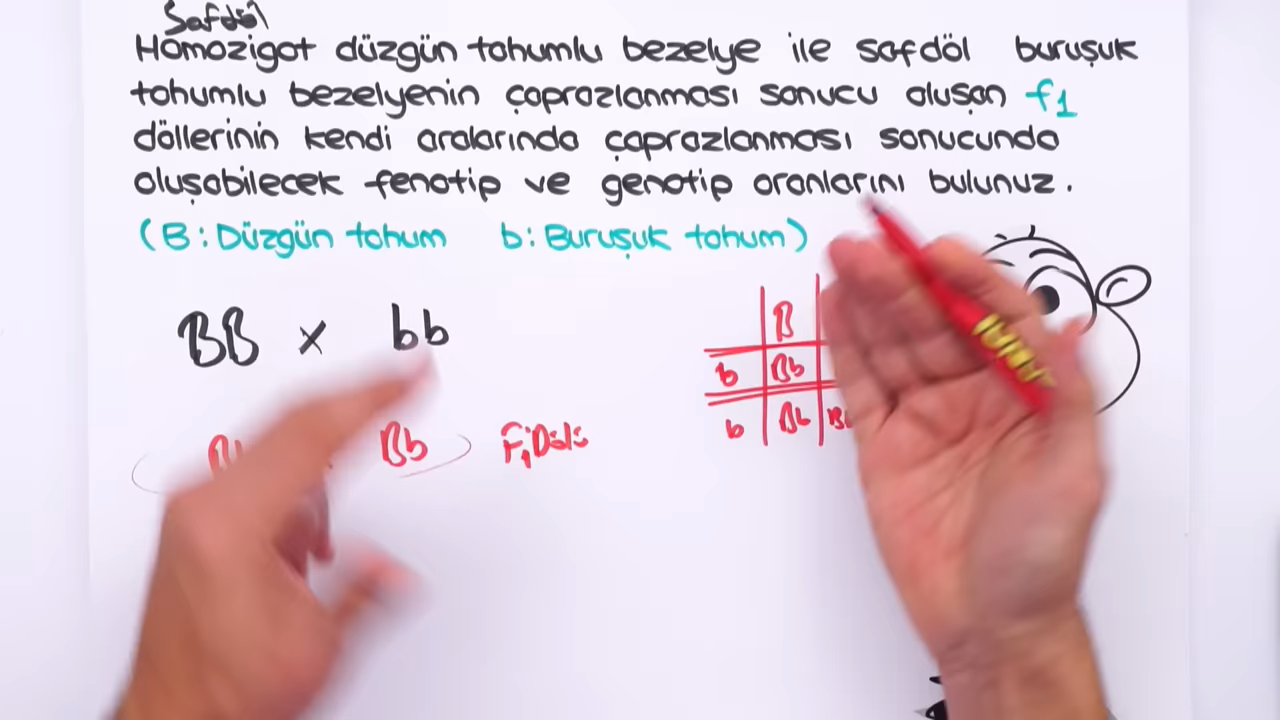 Safdöl
Homozigot düzgün tohumlu bezelye ile safdöl buruşuk
tohumlu bezelyenin çaprazlanması sonucu oluşan f1
döllerinin kendi aralarında çaprazlanması sonucunda
oluşabilecek fenotip ve genotip oranlarını bulunuz.
(B: Düzgün tohum b: Buruşuk tohum)
BB x bb
Bb F1 Dölü
B
b Bb
b Bb